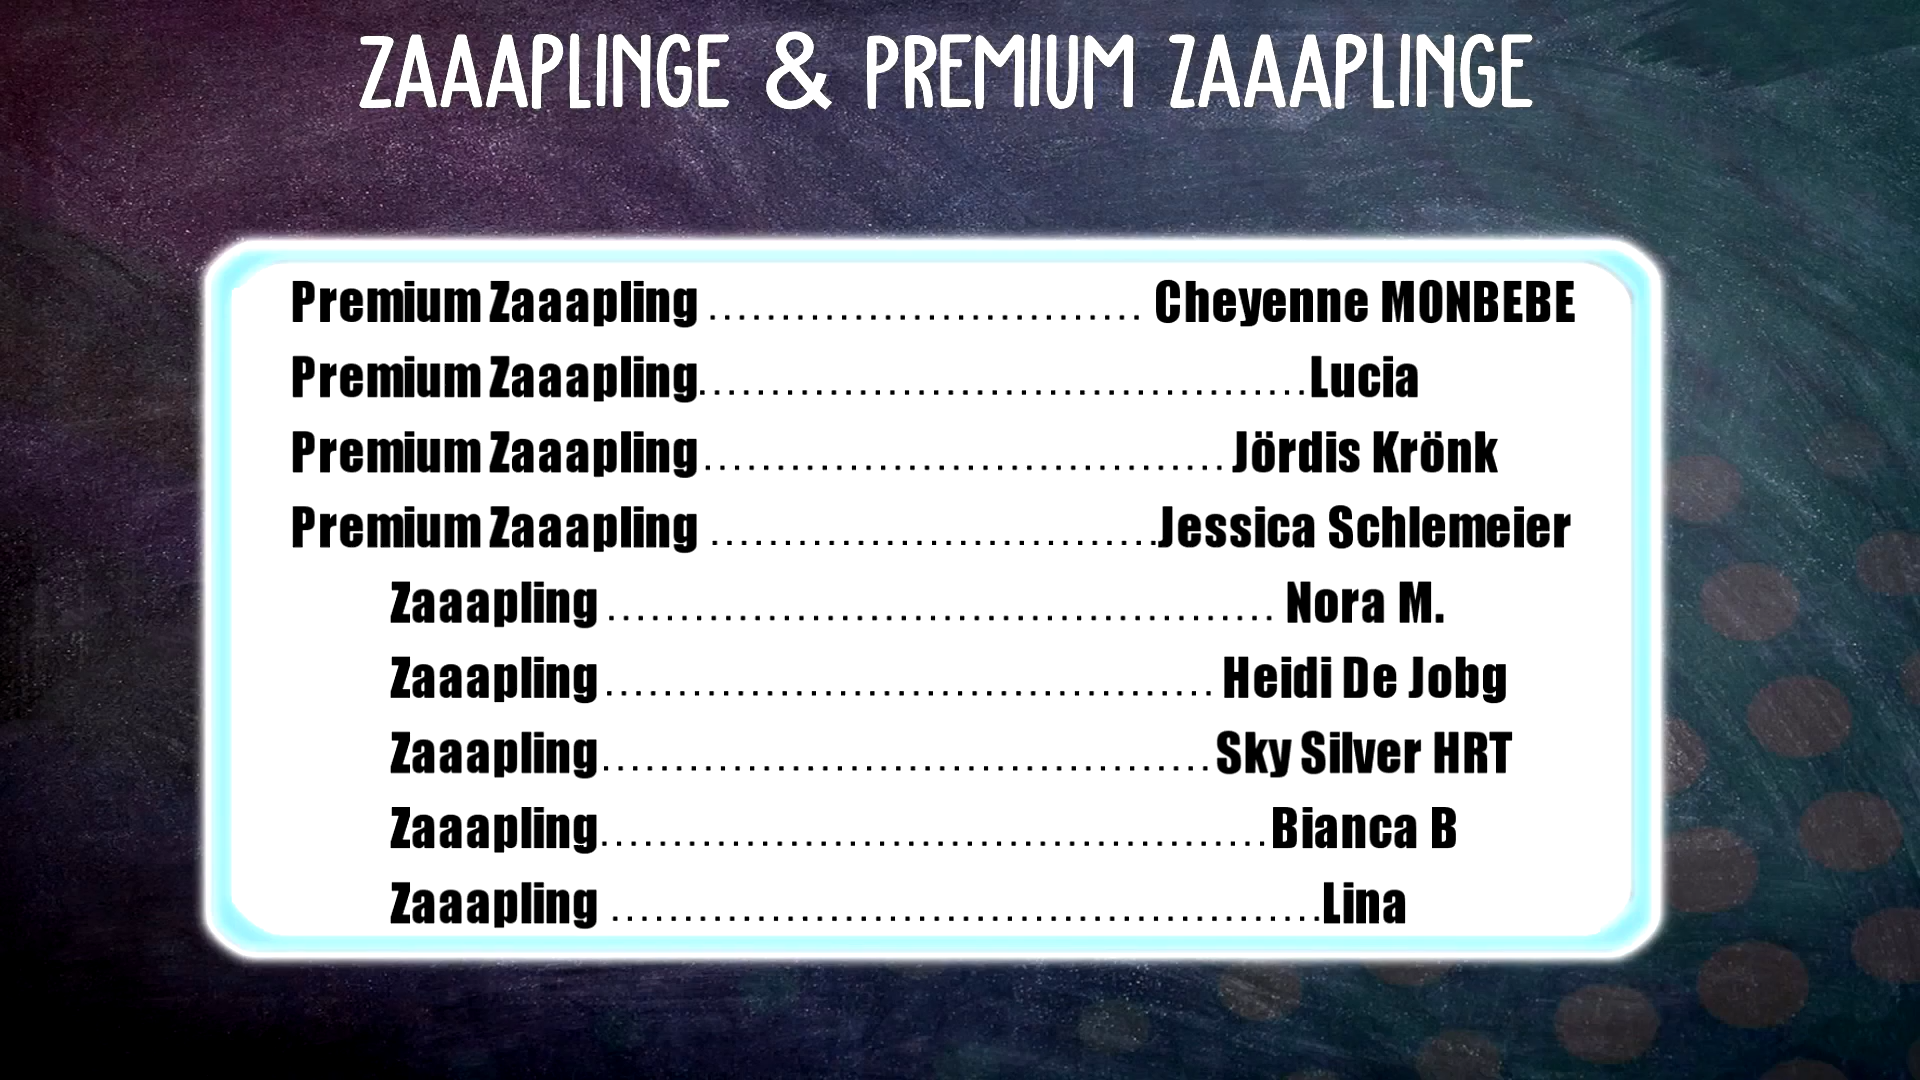 ZAAAPLINGE & PREMIUM ZAAAPLINGE
Premium Zaaapling .............................. Cheyenne MONBEBE
Premium Zaaapling..........................................Lucia
Premium Zaaapling.................................... Jördis Krönk
Premium Zaaapling ...............................Jessica Schlemeier
Zaaapling .............................................. Nora M.
Zaaapling.......................................... Heidi De Jobg
Zaaapling..........................................Sky Silver HRT
Zaaapling..............................................Bianca B
Zaaapling .................................................Lina